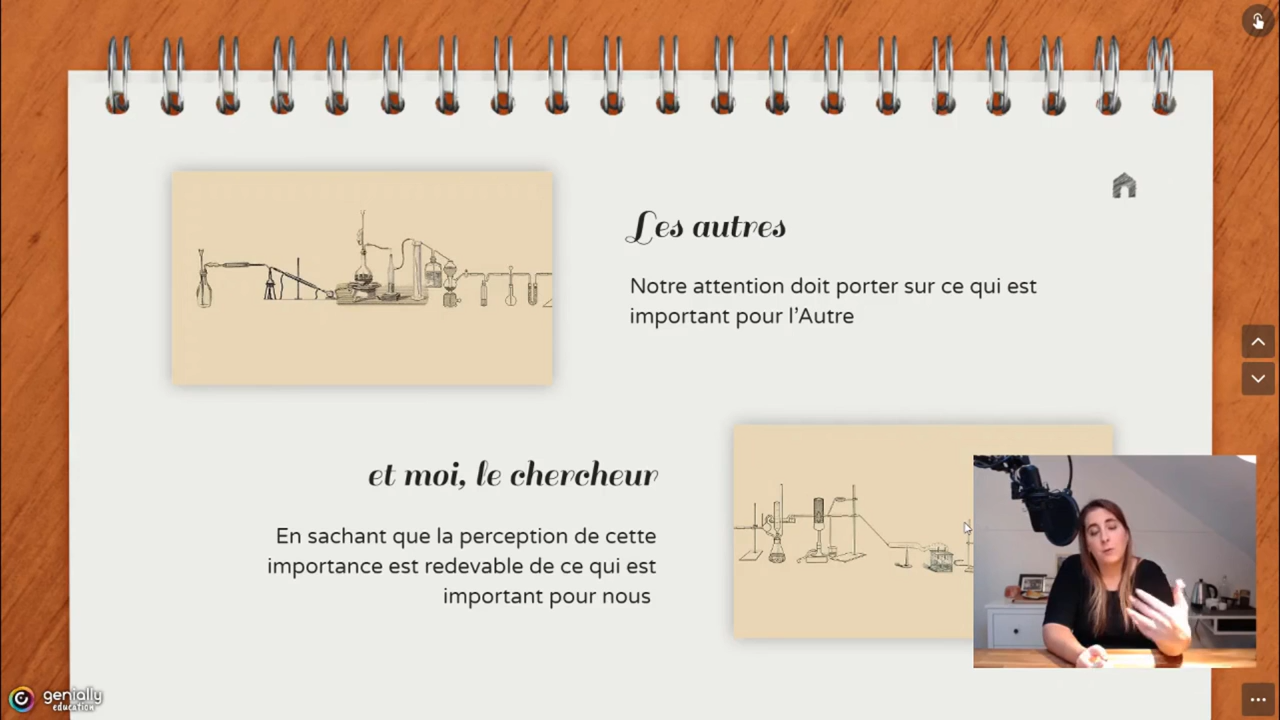 Les autres
Notre attention doit porter sur ce qui est
important pour l'Autre
et moi, le chercheur
En sachant que la perception de cette
importance est redevable de ce qui est
important pour nous
genially
education